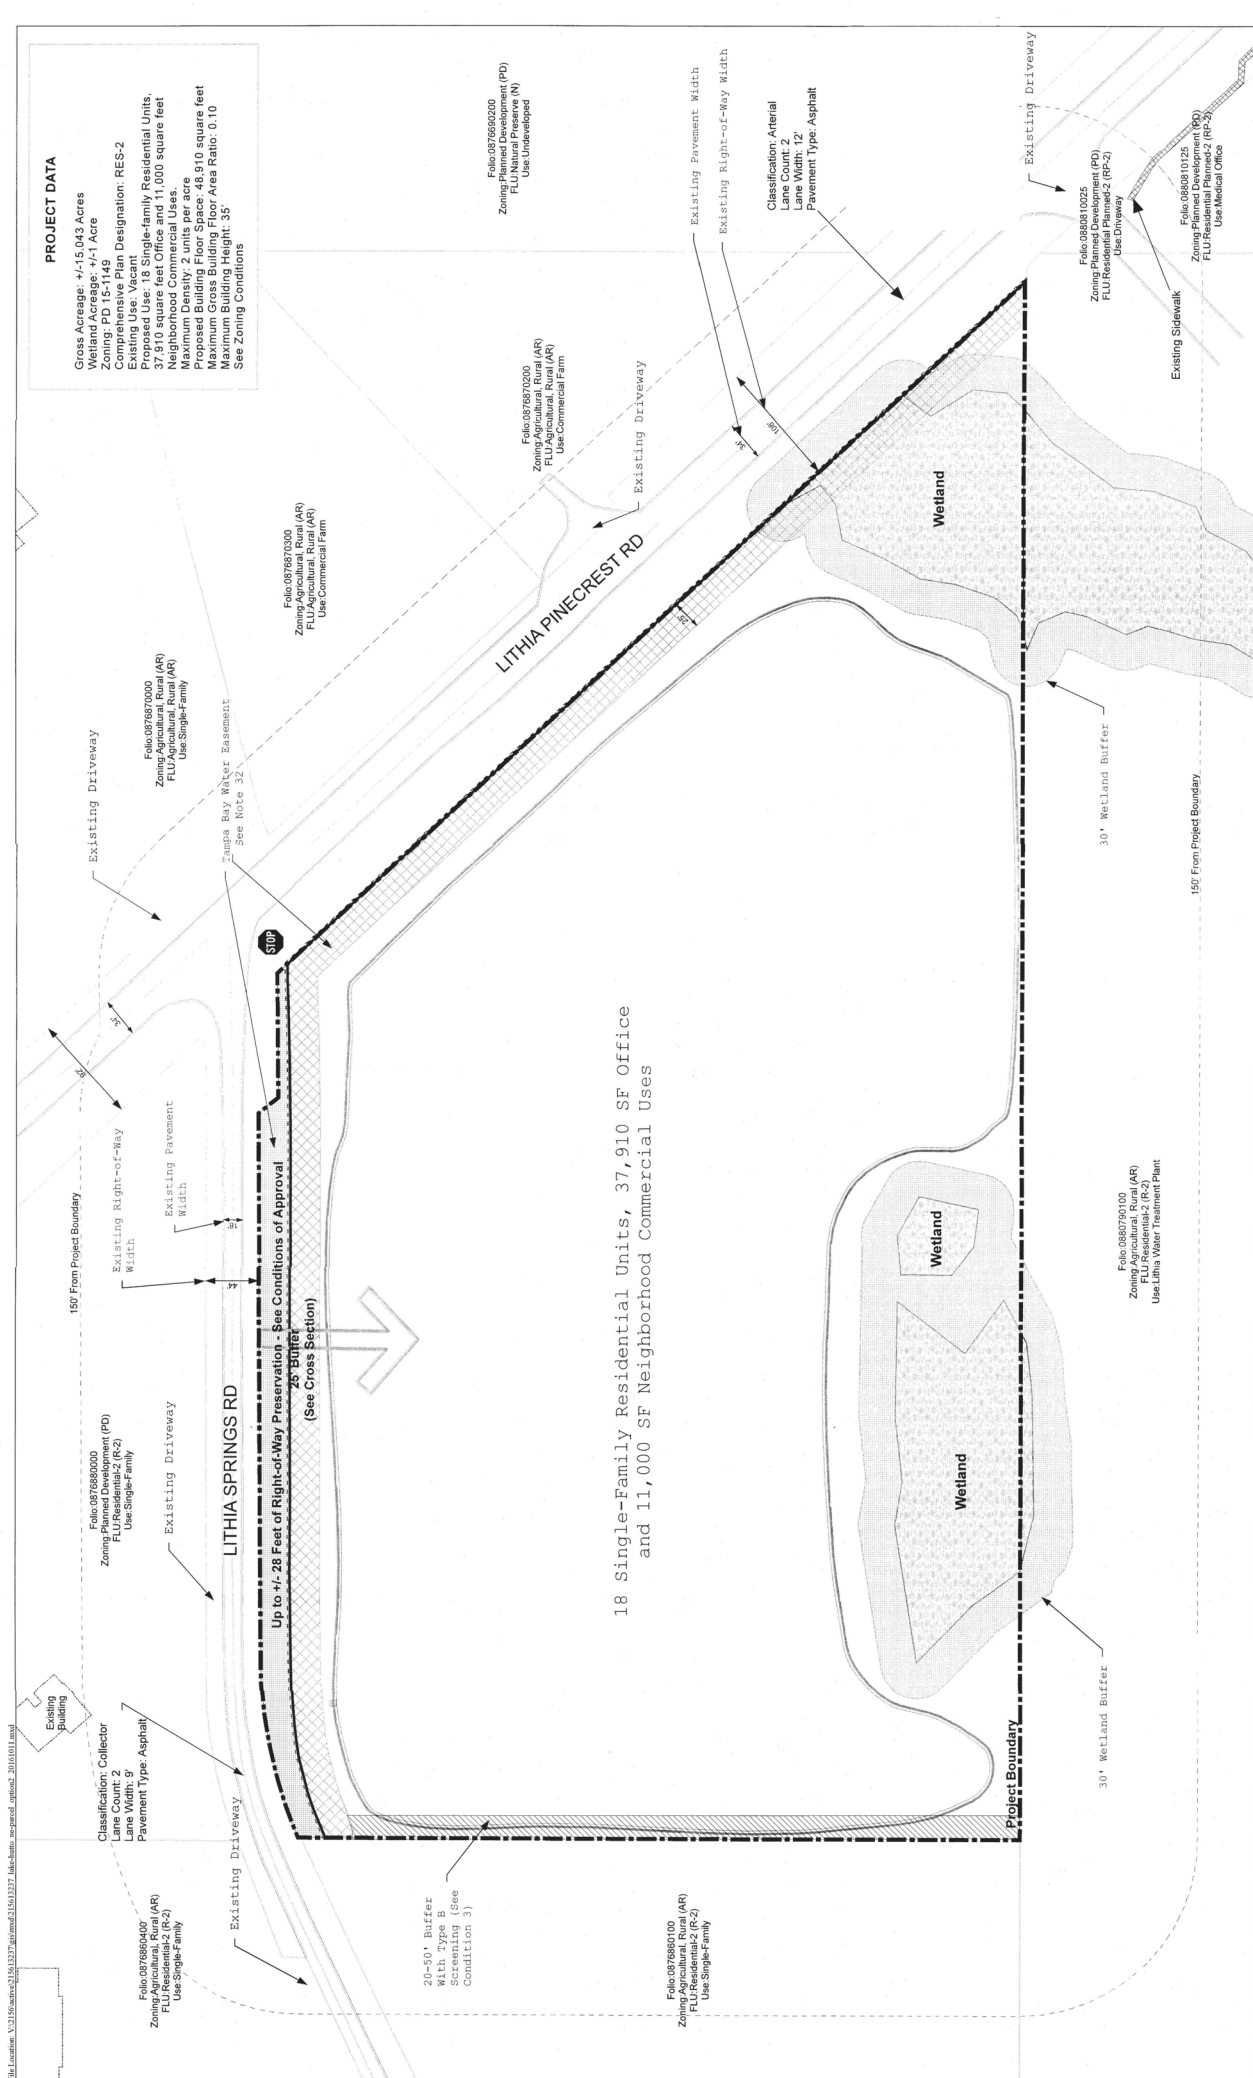 PROJECT DATA
Gross Acreage: +/-15.043 Acres
Wetland Acreage: +/-1 Acre
Zoning: PD 15-1149
Comprehensive Plan Designation: RES-2
Existing Use: Vacant
Proposed Use: 18 Single-family Residential Units,
37,910 square feet Office and 11,000 square feet
Neighborhood Commercial Uses.
Maximum Density: 2 units per acre
Proposed Building Floor Space: 48,910 square feet
Maximum Gross Building Floor Area Ratio: 0.10
Maximum Building Height: 35'
See Zoning Conditions
Folio:0876690200
Zoning:Planned Development (PD)
FLU:Natural Preserve (N)
Use:Undeveloped
Existing Pavement Width
Existing Right-of-Way Width
Classification: Arterial
Lane Count: 2
Lane Width: 12'
Pavement Type: Asphalt
Existing Driveway
Folio:0880810025
Zoning:Planned Development (PD)
FLU:Residential Planned-2 (RP-2)
Use:Driveway
Folio:0880810125
Zoning:Planned Development (PD)
FLU:Residential Planned-2 (RP-2)
Use:Medical Office
Existing Sidewalk
Folio:0876870200
Zoning:Agricultural, Rural (AR)
FLU:Agricultural, Rural (AR)
Use:Commercial Farm
Existing Driveway
34'
106'
Wetland
Folio:0876870300
Zoning:Agricultural, Rural (AR)
FLU:Agricultural, Rural (AR)
Use:Commercial Farm
LITHIA PINECREST RD
25'
Folio:0876870000
Zoning:Agricultural, Rural (AR)
FLU:Agricultural, Rural (AR)
Use:Single-Family
Existing Driveway
Tampa Bay Water Easement
See Note 32
30' Wetland Buffer
150' From Project Boundary
STOP
34'
92'
Existing Right-of-Way
Width
Existing Pavement
Width
150' From Project Boundary
16'
44'
Up to +/- 28 Feet of Right-of-Way Preservation - See Conditions of Approval
25' Buffer
(See Cross Section)
18 Single-Family Residential Units, 37,910 SF Office
and 11,000 SF Neighborhood Commercial Uses
Wetland
Wetland
Folio:0880790100
Zoning:Agricultural, Rural (AR)
FLU:Residential-2 (R-2)
Use:Lithia Water Treatment Plant
Folio:0876880000
Zoning:Planned Development (PD)
FLU:Residential-2 (R-2)
Use:Single-Family
Existing Driveway
LITHIA SPRINGS RD
Existing
Building
Classification: Collector
Lane Count: 2
Lane Width: 9'
Pavement Type: Asphalt
Existing Driveway
Project Boundary
30' Wetland Buffer
Folio:0876860400
Zoning:Agricultural, Rural (AR)
FLU:Residential-2 (R-2)
Use:Single-Family
20-50' Buffer
With Type B
Screening (See
Condition 3)
Folio:0876860100
Zoning:Agricultural, Rural (AR)
FLU:Residential-2 (R-2)
Use:Single-Family